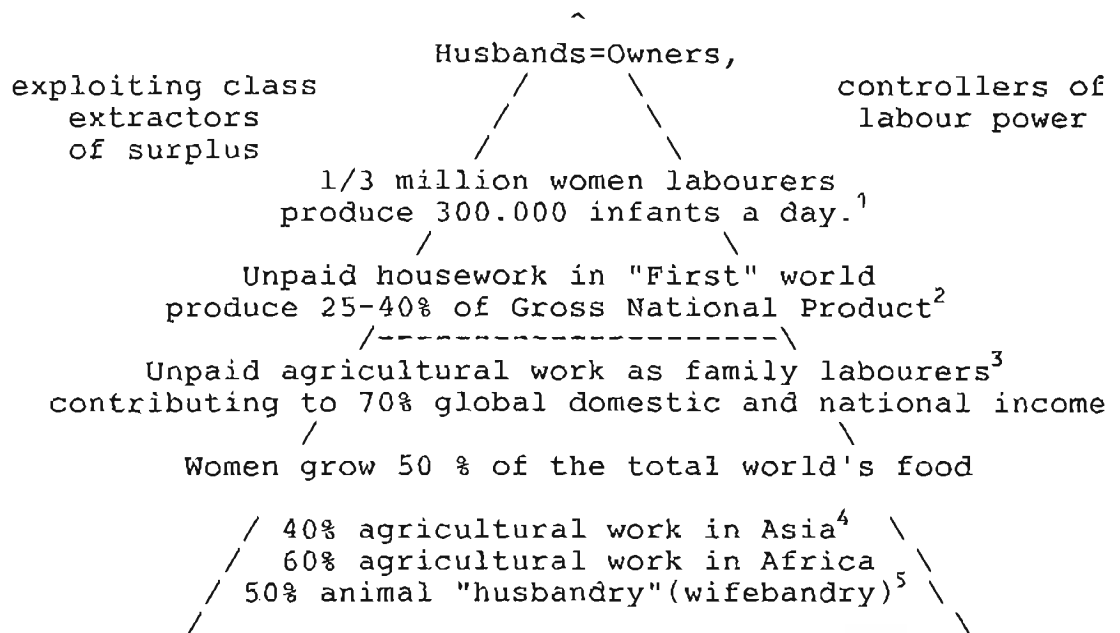 ^
Husbands=Owners,
exploiting class
extractors
of surplus
controllers of
labour power
1/3 million women labourers
produce 300.000 infants a day.1
Unpaid housework in "First" world
produce 25-40% of Gross National Product2
Unpaid agricultural work as family labourers3
contributing to 70% global domestic and national income
Women grow 50 % of the total world's food
40% agricultural work in Asia4
60% agricultural work in Africa
50% animal "husbandry"(wifebandry)5